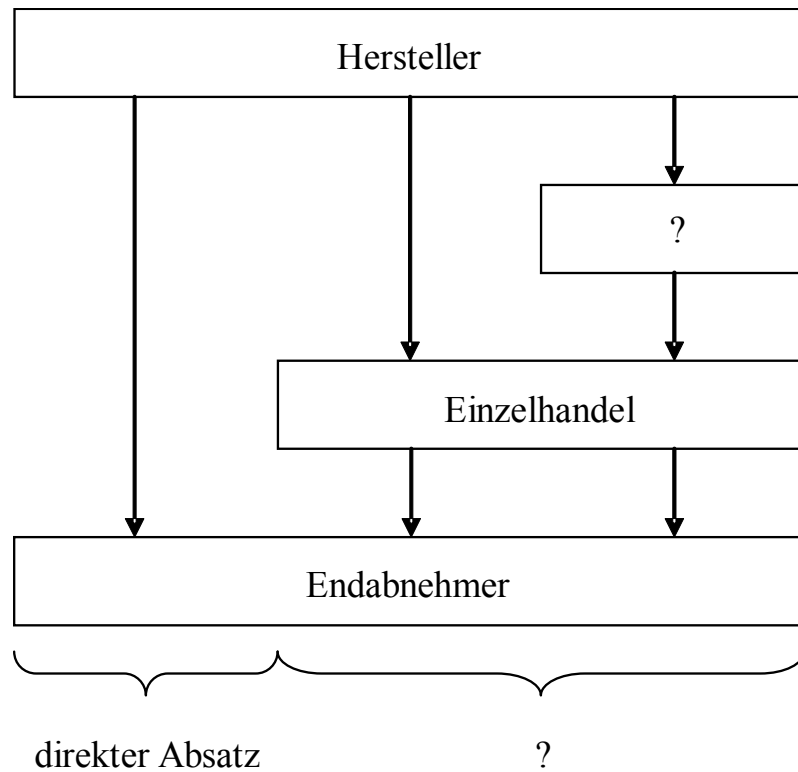 Hersteller
?
Einzelhandel
Endabnehmer
direkter Absatz
?